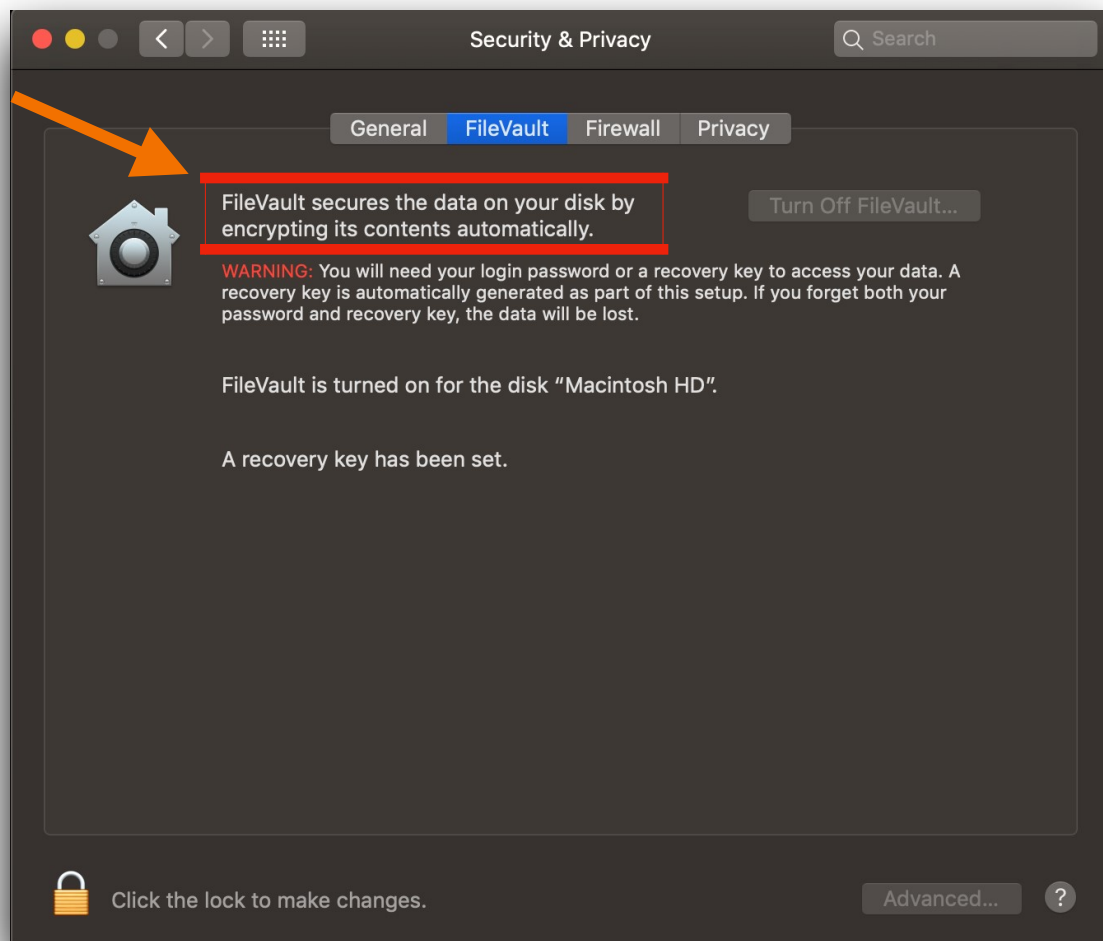 Security & Privacy
Search
General
FileVault
Firewall
Privacy
FileVault secures the data on your disk by
encrypting its contents automatically.
Turn Off FileVault...
WARNING: You will need your login password or a recovery key to access your data. A
recovery key is automatically generated as part of this setup. If you forget both your
password and recovery key, the data will be lost.
FileVault is turned on for the disk “Macintosh HD”.
A recovery key has been set.
Click the lock to make changes.
Advanced...
?